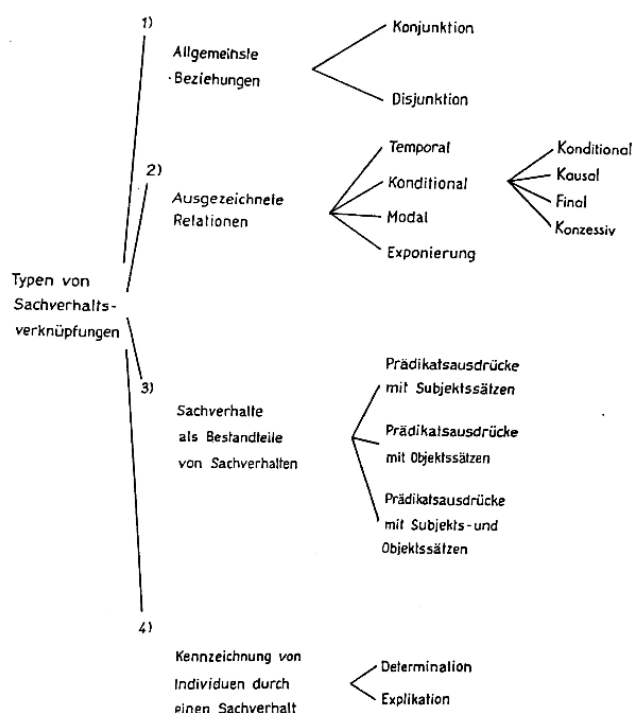 Typen von
Sachverhalts-
verknüpfungen
1)
Allgemeinste
Beziehungen
Konjunktion
Disjunktion
2)
Ausgezeichnete
Relationen
Temporal
Konditional
Modal
Exponierung
Konditional
Kausal
Final
Konzessiv
3)
Sachverhalte
als Bestandteile
von Sachverhalten
Prädikatsausdrücke
mit Subjektssätzen
Prädikatsausdrücke
mit Objektssätzen
Prädikatsausdrücke
mit Subjekts- und
Objektssätzen
4)
Kennzeichnung von
Individuen durch
einen Sachverhalt
Determination
Explikation